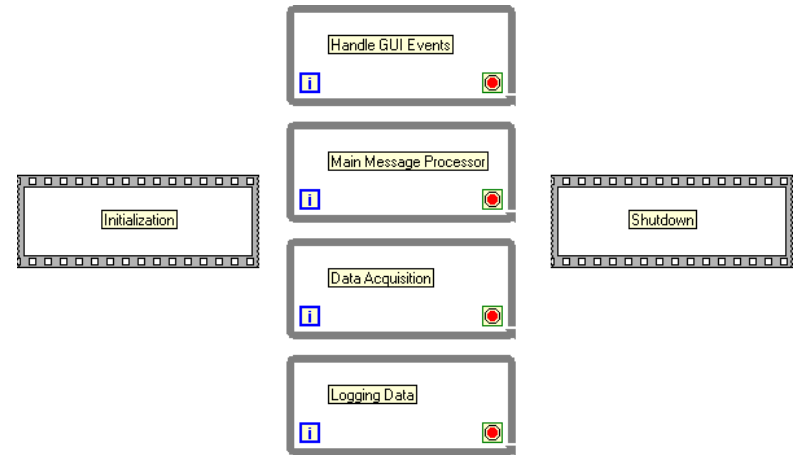 Handle GUI Events
i
Main Message Processor
i
Initialization
Shutdown
Data Acquisition
i
Logging Data
i